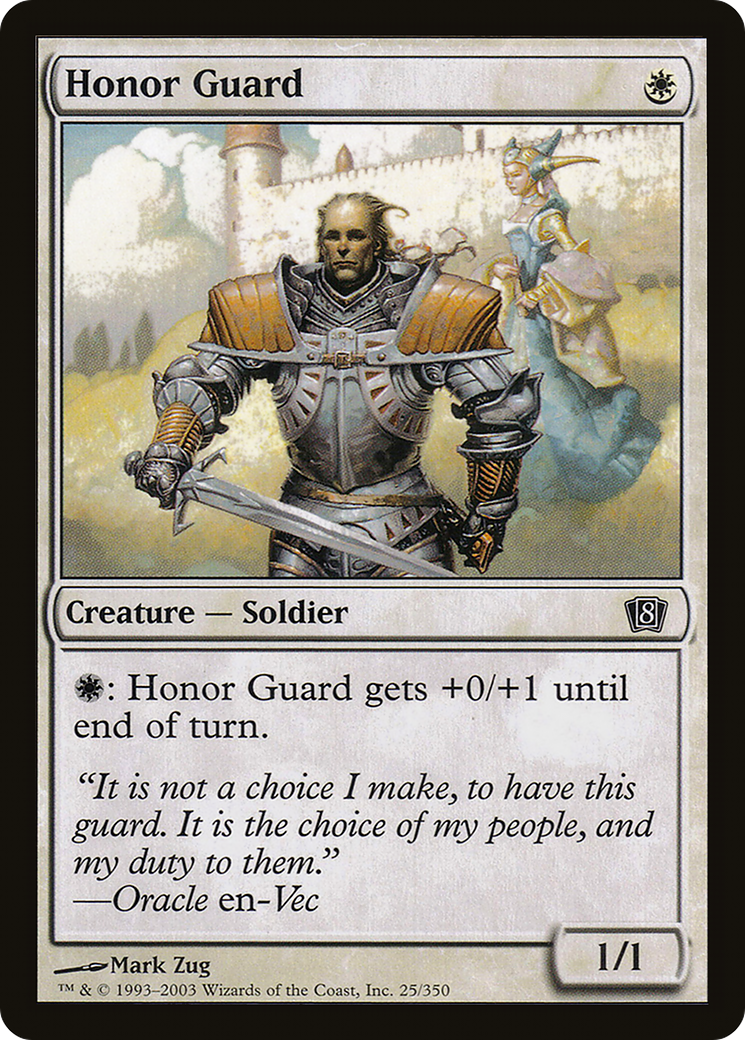 Honor Guard
Creature — Soldier
8
: Honor Guard gets +0/+1 until
end of turn.
“It is not a choice I make, to have this
guard. It is the choice of my people, and
my duty to them.”
—Oracle en-Vec
1/1
Mark Zug
™ & © 1993–2003 Wizards of the Coast, Inc. 25/350